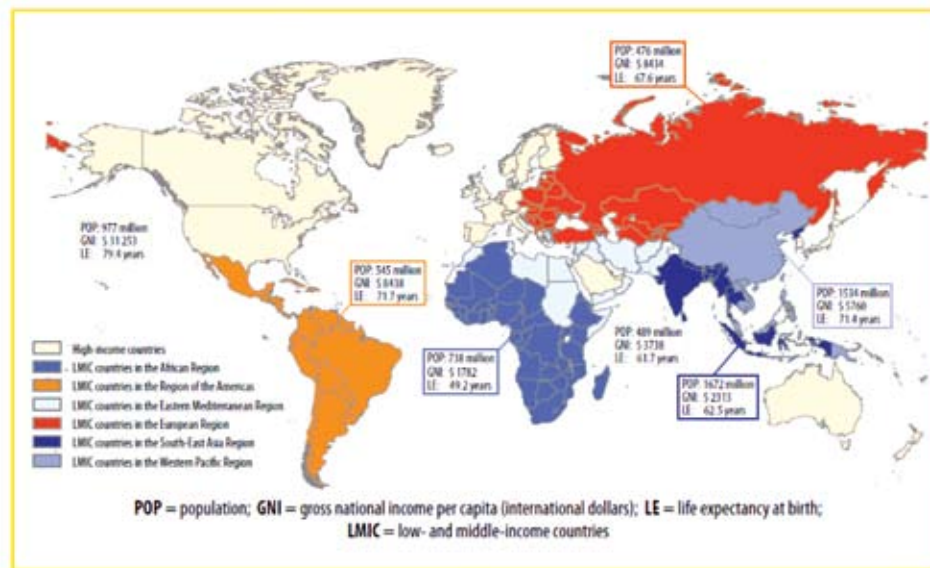 POP: 476 million
GNI: $ 8434
LE: 67.6 years
POP: 977 million
GNI: $ 31 253
LE: 79.4 years
POP: 545 million
GNI: $ 8438
LE: 71.7 years
POP: 1534 million
GNI: $ 5760
LE: 71.4 years
POP: 489 million
GNI: $ 3738
LE: 61.7 years
POP: 738 million
GNI: $ 1782
LE: 49.2 years
POP: 1672 million
GNI: $ 2313
LE: 62.5 years
High-income countries
LMIC countries in the African Region
LMIC countries in the Region of the Americas
LMIC countries in the Eastern Mediterranean Region
LMIC countries in the European Region
LMIC countries in the South-East Asia Region
LMIC countries in the Western Pacific Region
POP = population; GNI = gross national income per capita (international dollars); LE = life expectancy at birth;
LMIC = low- and middle-income countries